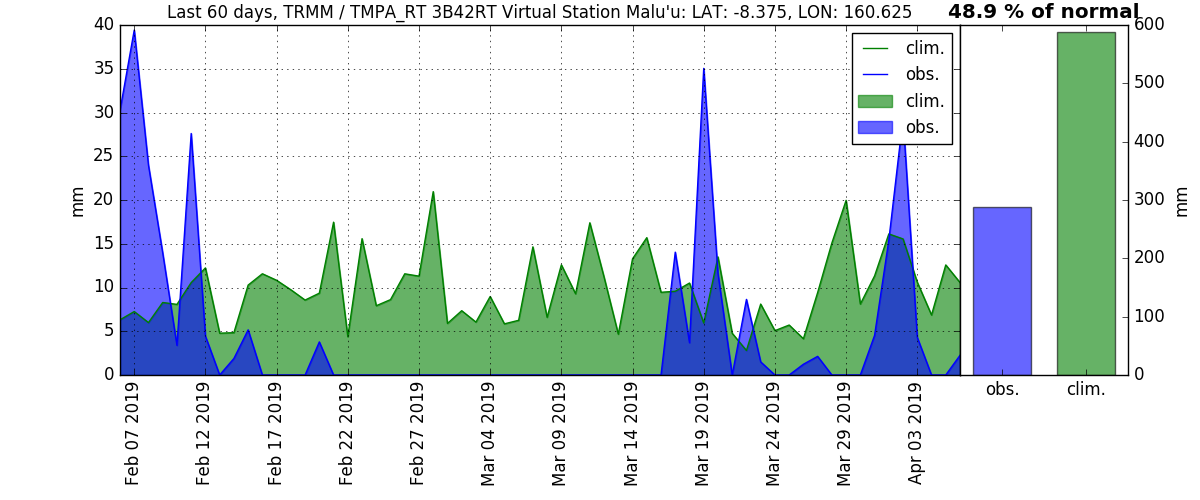 Last 60 days, TRMM / TMPA_RT 3B42RT Virtual Station Malu'u: LAT: -8.375, LON: 160.625
48.9 % of normal
mm
40
35
30
25
20
15
10
5
0
clim.
obs.
clim.
obs.
600
500
400
300
200
100
0
mm
obs.
clim.
Feb 07 2019
Feb 12 2019
Feb 17 2019
Feb 22 2019
Feb 27 2019
Mar 04 2019
Mar 09 2019
Mar 14 2019
Mar 19 2019
Mar 24 2019
Mar 29 2019
Apr 03 2019